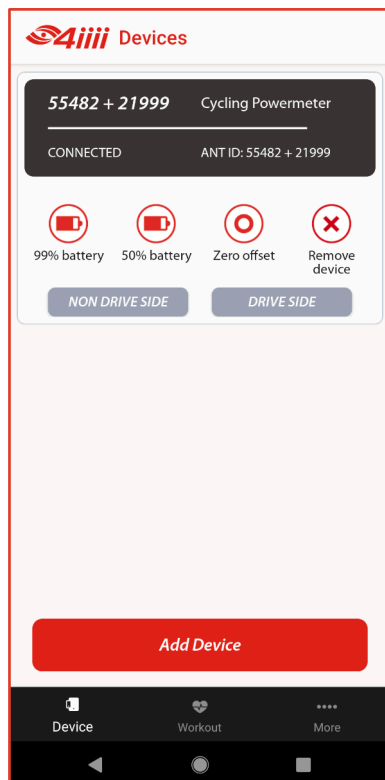 4iiii Devices
55482 + 21999 Cycling Powermeter
CONNECTED ANT ID: 55482 + 21999
99% battery 50% battery Zero offset Remove
device
NON DRIVE SIDE DRIVE SIDE
Add Device
Device Workout More